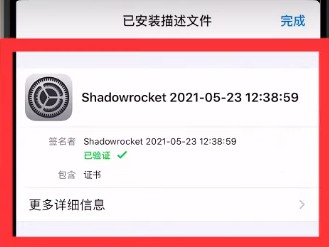 已安装描述文件 完成
Shadowrocket 2021-05-23 12:38:59
签名者 Shadowrocket 2021-05-23 12:38:59
已验证 ✓
包含 证书
更多详细信息